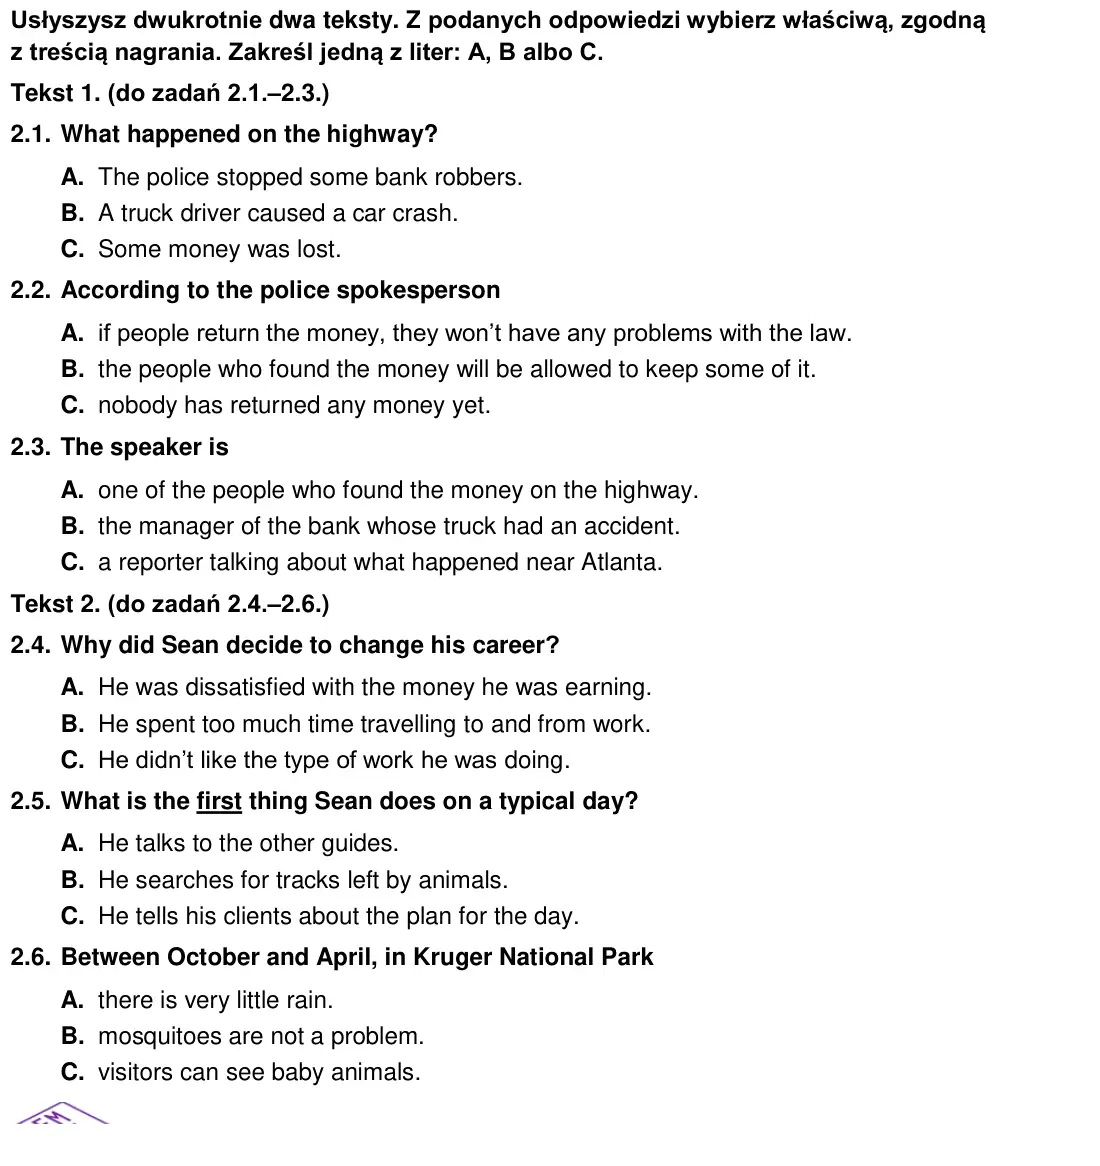 Usłyszysz dwukrotnie dwa teksty. Z podanych odpowiedzi wybierz właściwą, zgodną
z treścią nagrania. Zakreśl jedną z liter: A, B albo C.
Tekst 1. (do zadań 2.1.–2.3.)
2.1. What happened on the highway?
A. The police stopped some bank robbers.
B. A truck driver caused a car crash.
C. Some money was lost.
2.2. According to the police spokesperson
A. if people return the money, they won't have any problems with the law.
B. the people who found the money will be allowed to keep some of it.
C. nobody has returned any money yet.
2.3. The speaker is
A. one of the people who found the money on the highway.
B. the manager of the bank whose truck had an accident.
C. a reporter talking about what happened near Atlanta.
Tekst 2. (do zadań 2.4.–2.6.)
2.4. Why did Sean decide to change his career?
A. He was dissatisfied with the money he was earning.
B. He spent too much time travelling to and from work.
C. He didn't like the type of work he was doing.
2.5. What is the first thing Sean does on a typical day?
A. He talks to the other guides.
B. He searches for tracks left by animals.
C. He tells his clients about the plan for the day.
2.6. Between October and April, in Kruger National Park
A. there is very little rain.
B. mosquitoes are not a problem.
C. visitors can see baby animals.